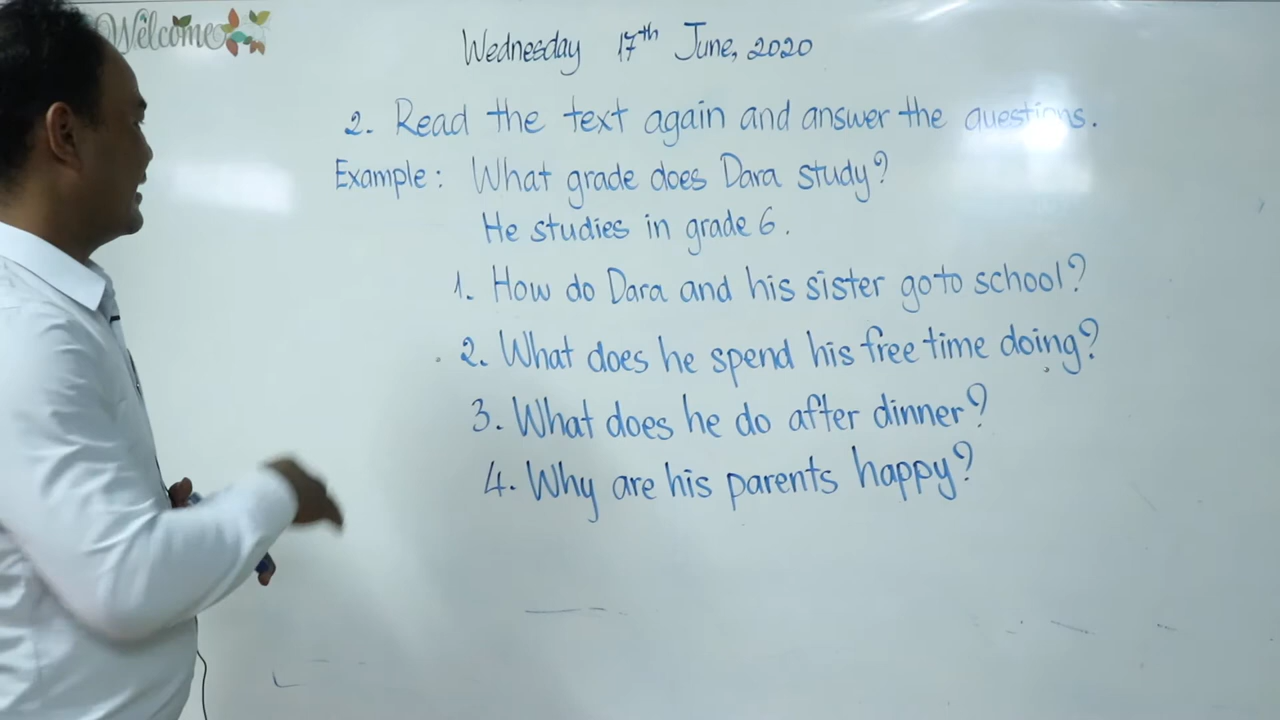 Welcome
Wednesday 17th June, 2020
2. Read the text again and answer the questions.
Example: What grade does Dara study?
He studies in grade 6.
1. How do Dara and his sister go to school?
2. What does he spend his free time doing?
3. What does he do after dinner?
4. Why are his parents happy?